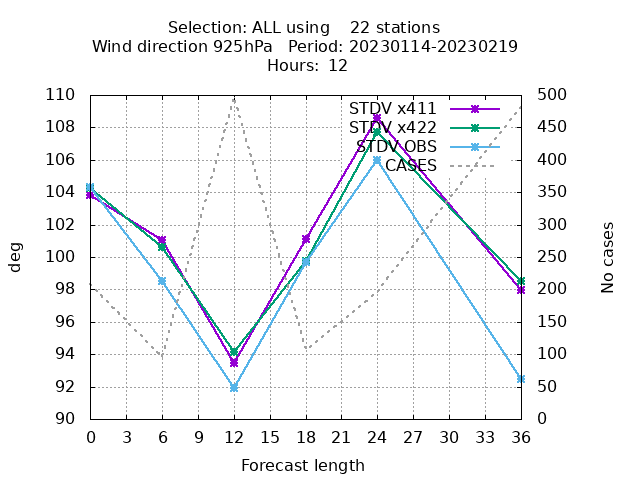 Selection: ALL using    22 stations
Wind direction 925hPa   Period: 20230114-20230219
Hours: 12
STDV x411
STDV x422
STDV OBS
CASES
110
108
106
104
102
100
98
96
94
92
90
deg
500
450
400
350
300
250
200
150
100
50
0
No cases
0 3 6 9 12 15 18 21 24 27 30 33 36
Forecast length